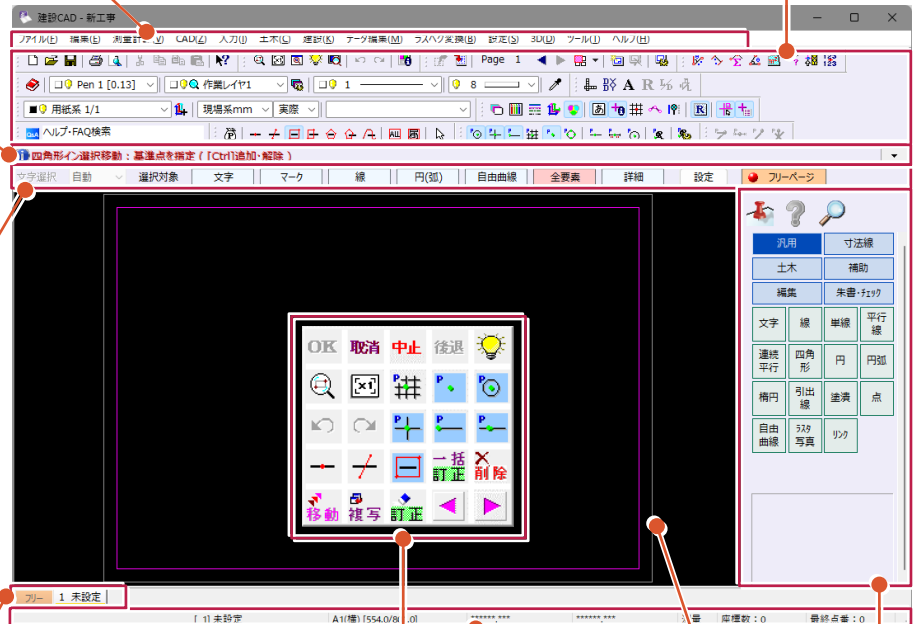 建設CAD - 新工事
ファイル(F) 編集(E) CAD(Z) 入力(I) 土木(C) 建設(K) データ編集(M) ラスベク変換(B) 設定(S) 3D(D) ツール(T) ヘルプ(H)
Page 1
Pen 1 [0.13] 作業レイヤ1 1 8 A R
用紙系 1/1 現場系mm 実際 あ R
Q&A ヘルプ・FAQ検索
四角形イン選択移動：基準点を指定（ [Ctrl]追加・解除 ）
文字選択 自動 選択対象 文字 マーク 線 円(弧) 自由曲線 全要素 詳細 設定 フリーページ
汎用 寸法線
土木 補助
編集 朱書・チェック
文字 線 単線 平行線
連続平行 四角形 円 円弧
楕円 引出線 塗潰 点
自由曲線 ラスタ写真 リンク
OK 取消 中止 後退
[×1] P P P
P P P
一括訂正 削除
移動 複写 訂正
フリー 1 未設定
[ 1] 未設定 A1(横) ******.*** ******.*** 座標数：0 最終点番：0